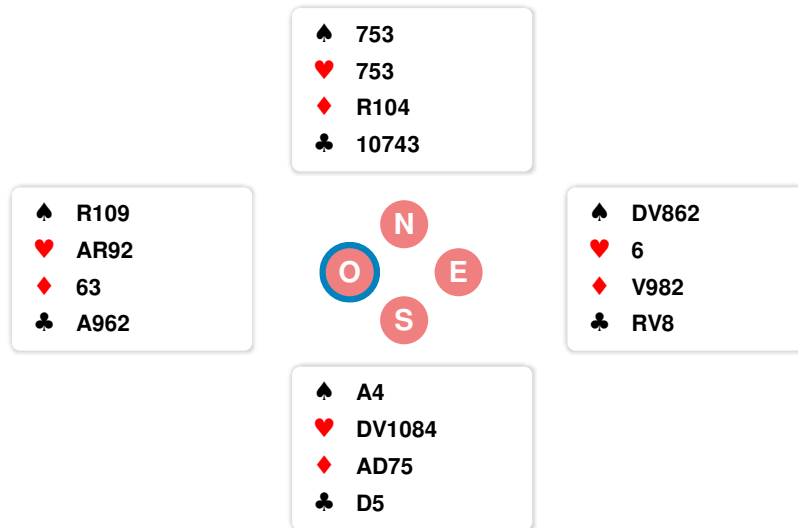 ♠ 753
♥ 753
♦ R104
♣ 10743
♠ R109
♥ AR92
♦ 63
♣ A962
N
O E
S
♠ DV862
♥ 6
♦ V982
♣ RV8
♠ A4
♥ DV1084
♦ AD75
♣ D5